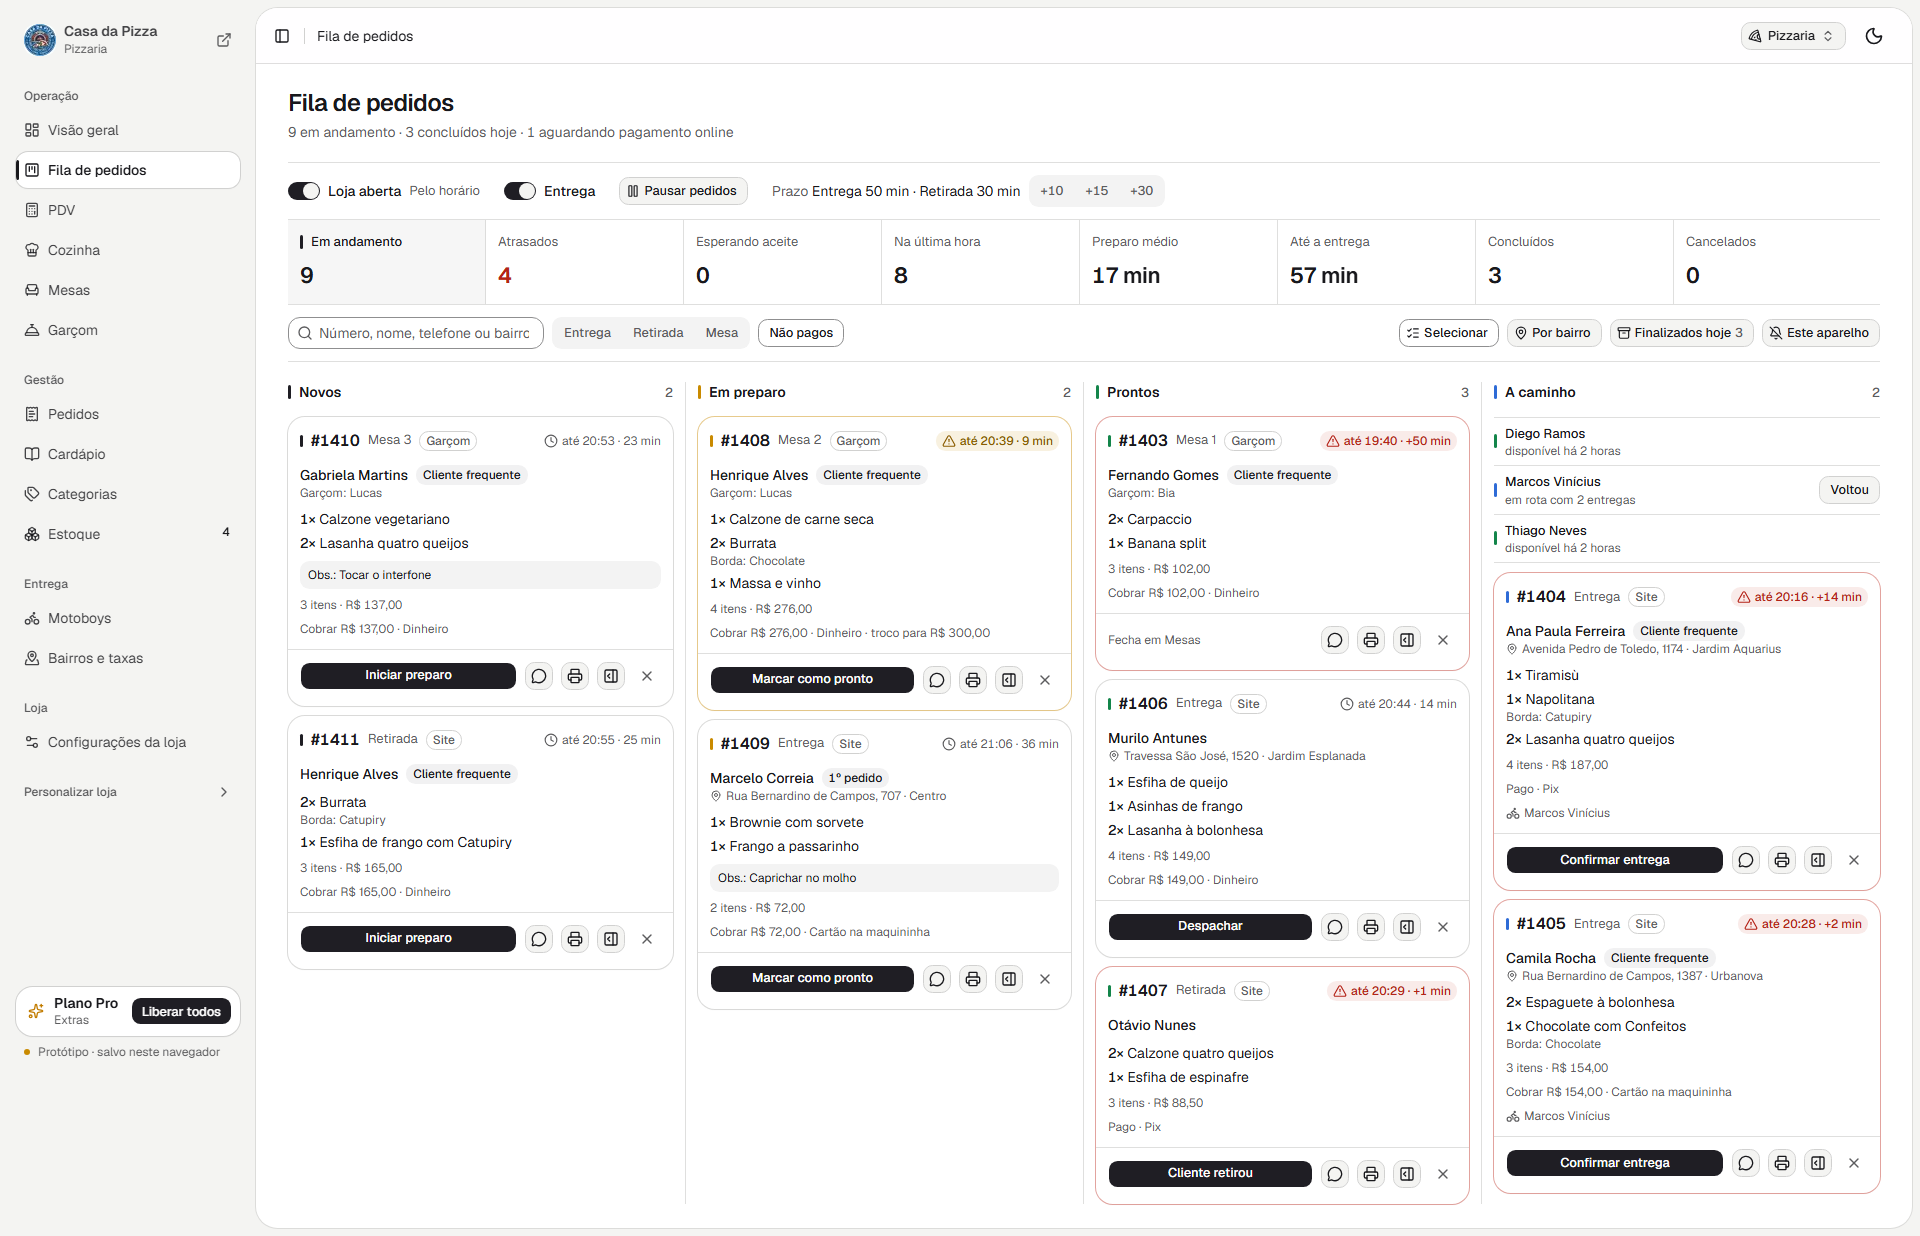 Casa da Pizza
Pizzaria
Operação
Visão geral
Fila de pedidos
PDV
Cozinha
Mesas
Garçom
Gestão
Pedidos
Cardápio
Categorias
Estoque 4
Entrega
Motoboys
Bairros e taxas
Loja
Configurações da loja
Personalizar loja
Plano Pro
Extras
Liberar todos
Protótipo · salvo neste navegador
Fila de pedidos
Pizzaria
Fila de pedidos
9 em andamento · 3 concluídos hoje · 1 aguardando pagamento online
Loja aberta Pelo horário Entrega Pausar pedidos Prazo Entrega 50 min · Retirada 30 min +10 +15 +30
Em andamento
9
Atrasados
4
Esperando aceite
0
Na última hora
8
Preparo médio
17 min
Até a entrega
57 min
Concluídos
3
Cancelados
0
Número, nome, telefone ou bairro
Entrega Retirada Mesa Não pagos
Selecionar Por bairro Finalizados hoje 3 Este aparelho
Novos 2
#1410 Mesa 3 Garçom até 20:53 · 23 min
Gabriela Martins Cliente frequente
Garçom: Lucas
1× Calzone vegetariano
2× Lasanha quatro queijos
Obs.: Tocar o interfone
3 itens · R$ 137,00
Cobrar R$ 137,00 · Dinheiro
Iniciar preparo
#1411 Retirada Site até 20:55 · 25 min
Henrique Alves Cliente frequente
2× Burrata
Borda: Catupiry
1× Esfiha de frango com Catupiry
3 itens · R$ 165,00
Cobrar R$ 165,00 · Dinheiro
Iniciar preparo
Em preparo 2
#1408 Mesa 2 Garçom até 20:39 · 9 min
Henrique Alves Cliente frequente
Garçom: Lucas
1× Calzone de carne seca
2× Burrata
Borda: Chocolate
1× Massa e vinho
4 itens · R$ 276,00
Cobrar R$ 276,00 · Dinheiro · troco para R$ 300,00
Marcar como pronto
#1409 Entrega Site até 21:06 · 36 min
Marcelo Correia 1º pedido
Rua Bernardino de Campos, 707 · Centro
1× Brownie com sorvete
1× Frango a passarinho
Obs.: Caprichar no molho
2 itens · R$ 72,00
Cobrar R$ 72,00 · Cartão na maquininha
Marcar como pronto
Prontos 3
#1403 Mesa 1 Garçom até 19:40 · +50 min
Fernando Gomes Cliente frequente
Garçom: Bia
2× Carpaccio
1× Banana split
3 itens · R$ 102,00
Cobrar R$ 102,00 · Dinheiro
Fecha em Mesas
#1406 Entrega Site até 20:44 · 14 min
Murilo Antunes
Travessa São José, 1520 · Jardim Esplanada
1× Esfiha de queijo
1× Asinhas de frango
2× Lasanha à bolonhesa
4 itens · R$ 149,00
Cobrar R$ 149,00 · Dinheiro
Despachar
#1407 Retirada Site até 20:29 · +1 min
Otávio Nunes
2× Calzone quatro queijos
1× Esfiha de espinafre
3 itens · R$ 88,50
Pago · Pix
Cliente retirou
A caminho 2
Diego Ramos
disponível há 2 horas
Marcos Vinícius
em rota com 2 entregas
Voltou
Thiago Neves
disponível há 2 horas
#1404 Entrega Site até 20:16 · +14 min
Ana Paula Ferreira Cliente frequente
Avenida Pedro de Toledo, 1174 · Jardim Aquarius
1× Tiramisù
1× Napolitana
Borda: Catupiry
2× Lasanha quatro queijos
4 itens · R$ 187,00
Pago · Pix
Marcos Vinícius
Confirmar entrega
#1405 Entrega Site até 20:28 · +2 min
Camila Rocha Cliente frequente
Rua Bernardino de Campos, 1387 · Urbanova
2× Espaguete à bolonhesa
1× Chocolate com Confeitos
Borda: Chocolate
3 itens · R$ 154,00
Cobrar R$ 154,00 · Cartão na maquininha
Marcos Vinícius
Confirmar entrega